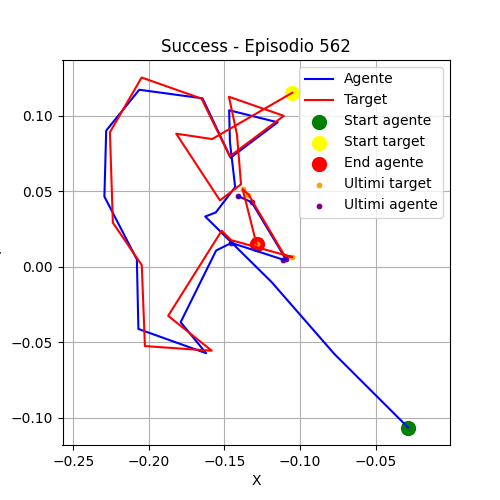 Success - Episodio 562
Agente
Target
Start agente
Start target
End agente
Ultimi target
Ultimi agente
0.10
0.05
0.00
−0.05
−0.10
−0.25
−0.20
−0.15
−0.10
−0.05
X